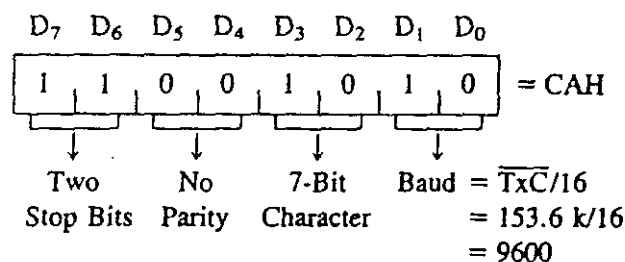 D7 D6 D5 D4 D3 D2 D1 D0
1 1 0 0 1 0 1 0 = CAH
Two No 7-Bit Baud = T̅x̅C̅/16
Stop Bits Parity Character = 153.6 k/16
= 9600